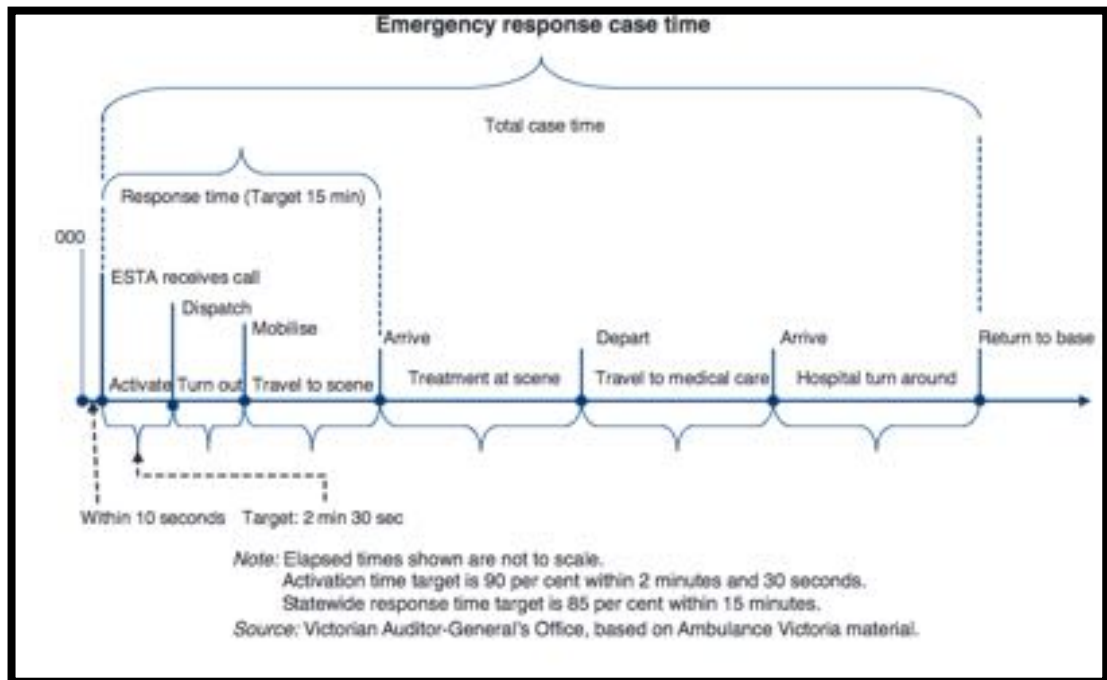 Emergency response case time
Total case time
Response time (Target 15 min)
000
ESTA receives call
Dispatch
Mobilise
Arrive
Depart
Arrive
Return to base
Activate
Turn out
Travel to scene
Treatment at scene
Travel to medical care
Hospital turn around
Within 10 seconds
Target: 2 min 30 sec
Note: Elapsed times shown are not to scale.
Activation time target is 90 per cent within 2 minutes and 30 seconds.
Statewide response time target is 85 per cent within 15 minutes.
Source: Victorian Auditor-General's Office, based on Ambulance Victoria material.